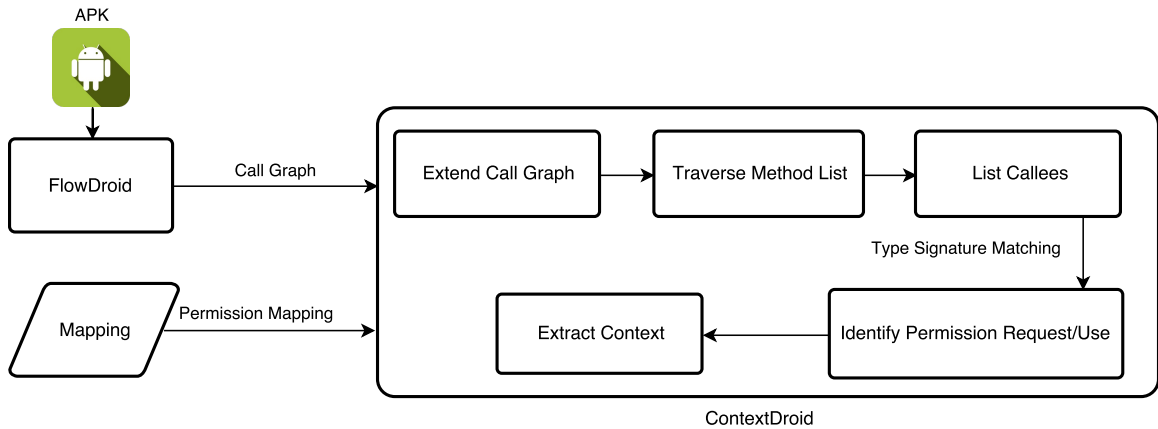 APK
FlowDroid
Call Graph
Extend Call Graph
Traverse Method List
List Callees
Type Signature Matching
Mapping
Permission Mapping
Extract Context
Identify Permission Request/Use
ContextDroid